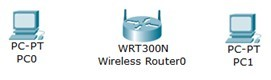 PC-PT
PC0
WRT300N
Wireless Router0
PC-PT
PC1